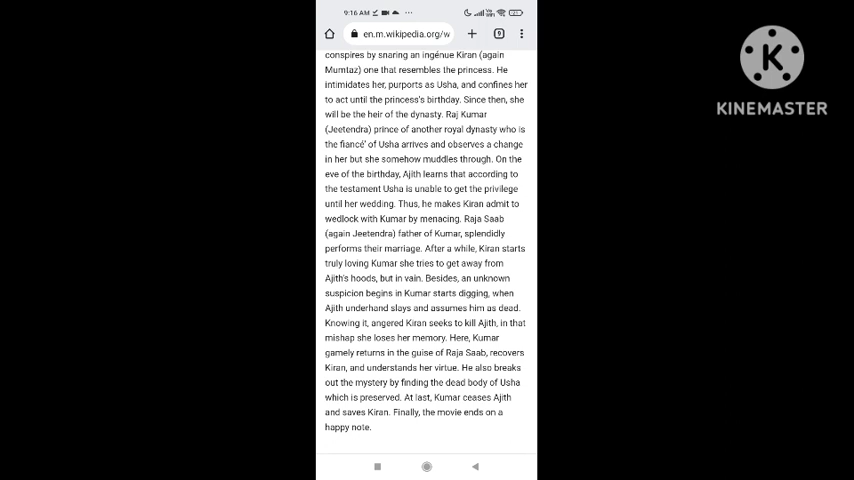 9:16 AM
en.m.wikipedia.org/w
9
conspires by snaring an ingénue Kiran (again
Mumtaz) one that resembles the princess. He
intimidates her, purports as Usha, and confines her
to act until the princess's birthday. Since then, she
will be the heir of the dynasty. Raj Kumar
(Jeetendra) prince of another royal dynasty who is
the fiancé' of Usha arrives and observes a change
in her but she somehow muddles through. On the
eve of the birthday, Ajith learns that according to
the testament Usha is unable to get the privilege
until her wedding. Thus, he makes Kiran admit to
wedlock with Kumar by menacing. Raja Saab
(again Jeetendra) father of Kumar, splendidly
performs their marriage. After a while, Kiran starts
truly loving Kumar she tries to get away from
Ajith's hoods, but in vain. Besides, an unknown
suspicion begins in Kumar starts digging, when
Ajith underhand slays and assumes him as dead.
Knowing it, angered Kiran seeks to kill Ajith, in that
mishap she loses her memory. Here, Kumar
gamely returns in the guise of Raja Saab, recovers
Kiran, and understands her virtue. He also breaks
out the mystery by finding the dead body of Usha
which is preserved. At last, Kumar ceases Ajith
and saves Kiran. Finally, the movie ends on a
happy note.
K
KINEMASTER